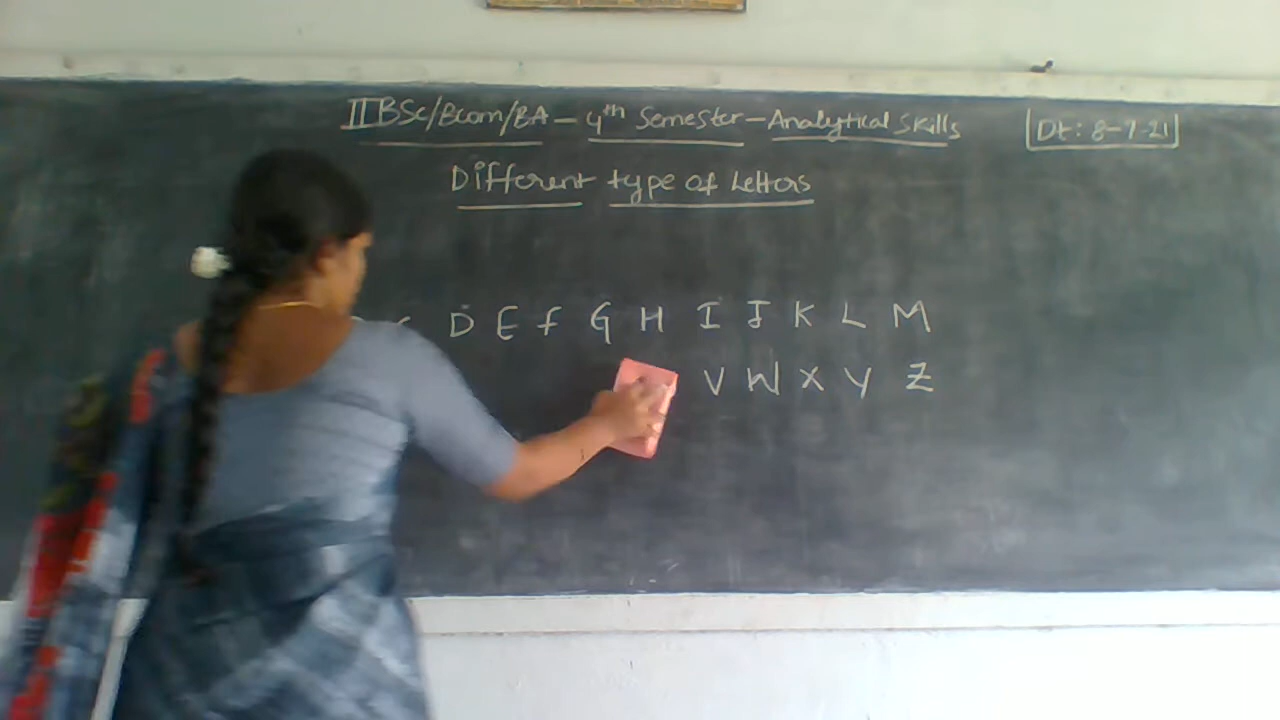 II BSc/Bcom/BA - 4th Semester - Analytical Skills
Dt: 8-7-21
Different type of Letters
D E f G H I J K L M
V W X Y Z